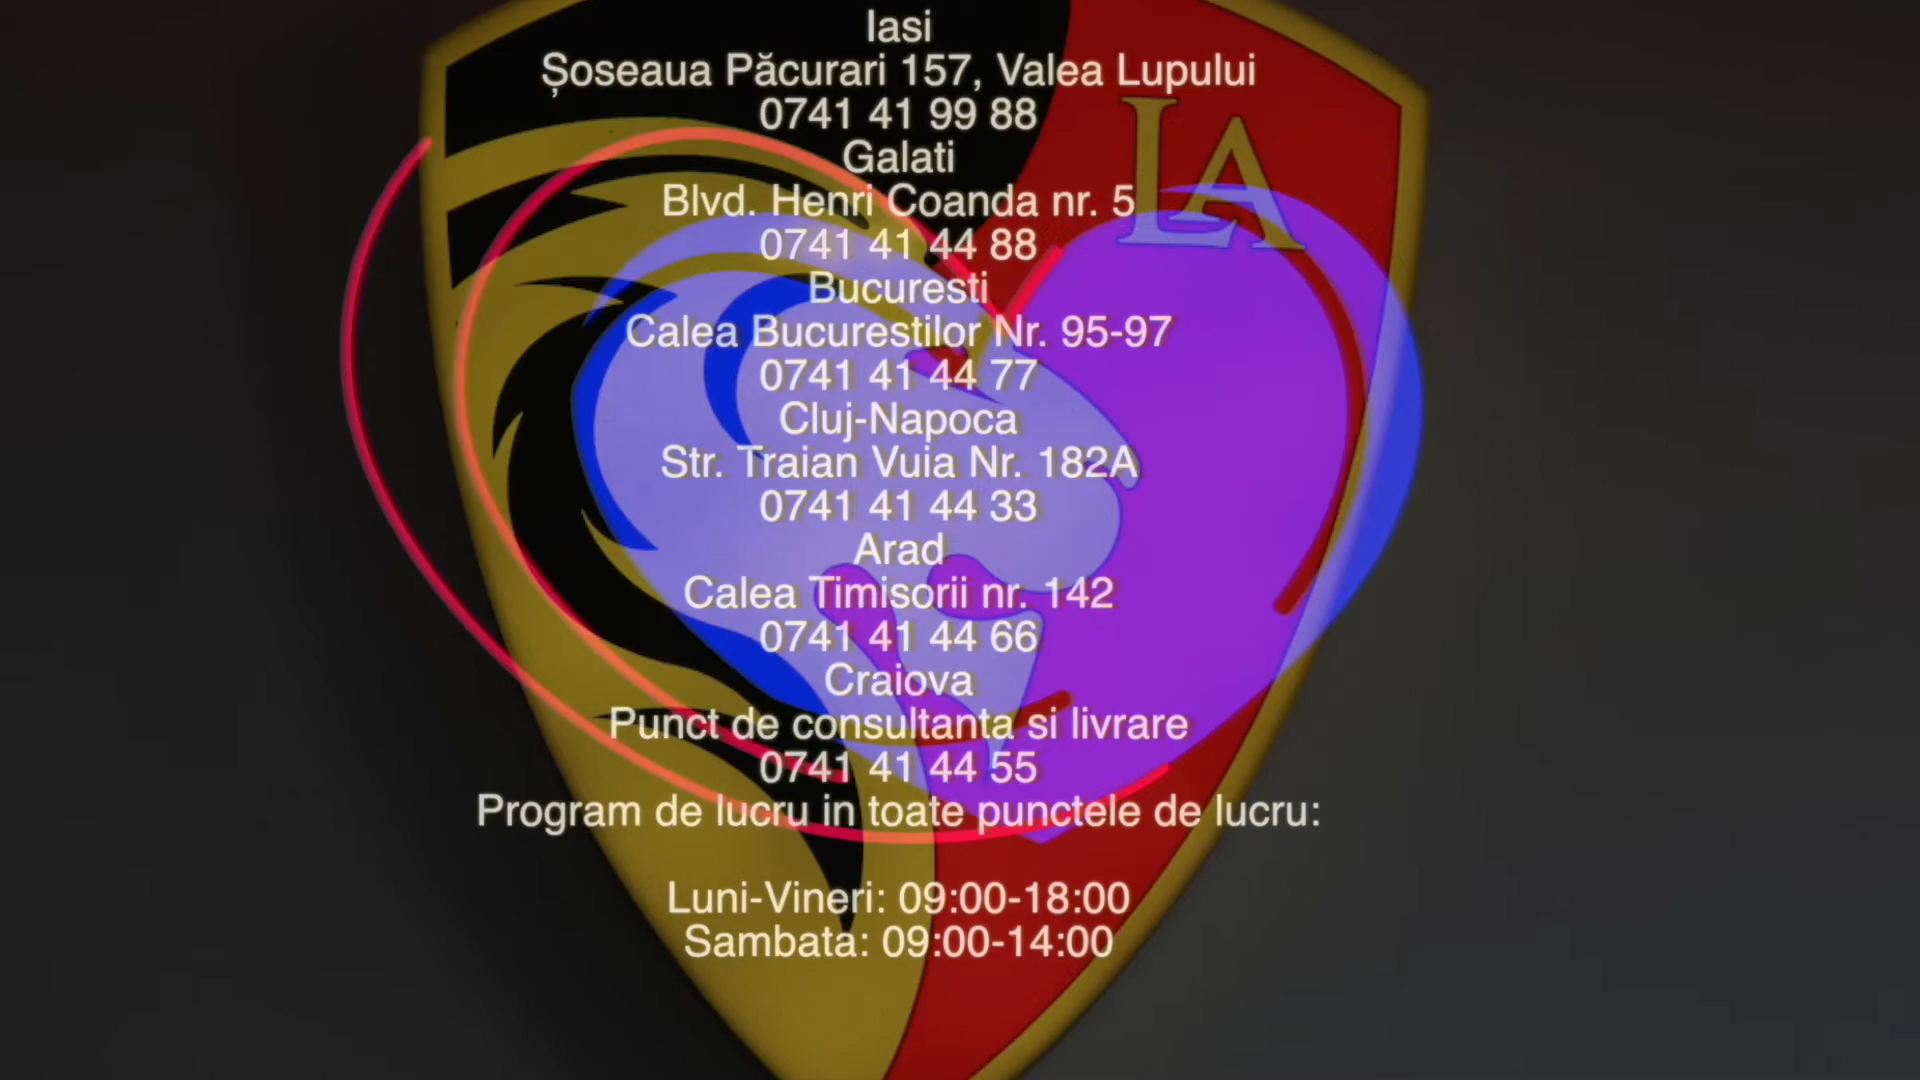 Iasi
Șoseaua Păcurari 157, Valea Lupului
0741 41 99 88
Galati
Blvd. Henri Coanda nr. 5
0741 41 44 88
Bucuresti
Calea Bucurestilor Nr. 95-97
0741 41 44 77
Cluj-Napoca
Str. Traian Vuia Nr. 182A
0741 41 44 33
Arad
Calea Timisorii nr. 142
0741 41 44 66
Craiova
Punct de consultanta si livrare
0741 41 44 55
Program de lucru in toate punctele de lucru:
Luni-Vineri: 09:00-18:00
Sambata: 09:00-14:00
LA